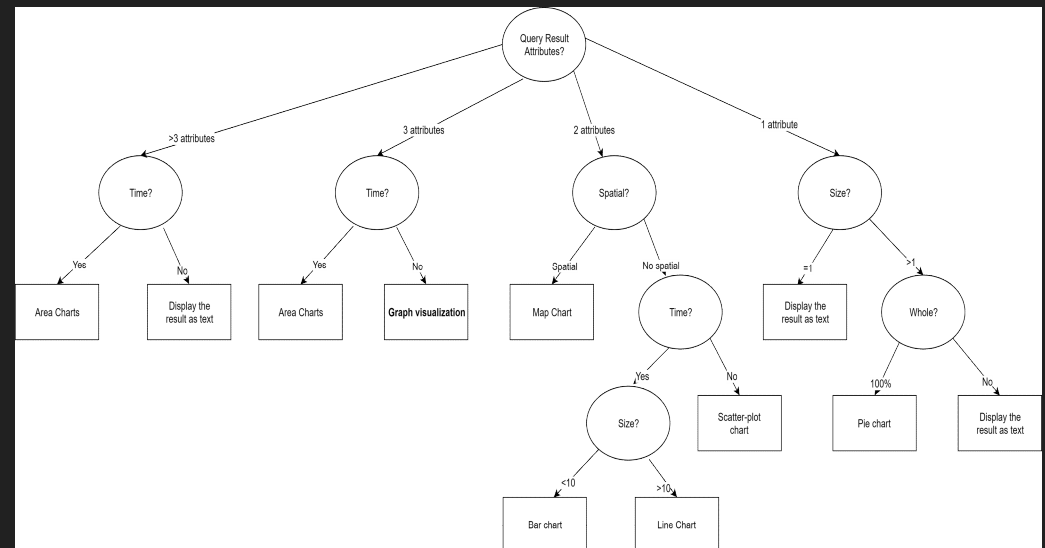 Query Result
Attributes?
>3 attributes
3 attributes
2 attributes
1 attribute
Time?
Time?
Spatial?
Size?
Yes
No
Yes
No
Spatial
No spatial
=1
>1
Area Charts
Display the
result as text
Area Charts
Graph visualization
Map Chart
Time?
Display the
result as text
Whole?
Yes
No
100%
No
Size?
Scatter-plot
chart
Pie chart
Display the
result as text
<10
>10
Bar chart
Line Chart